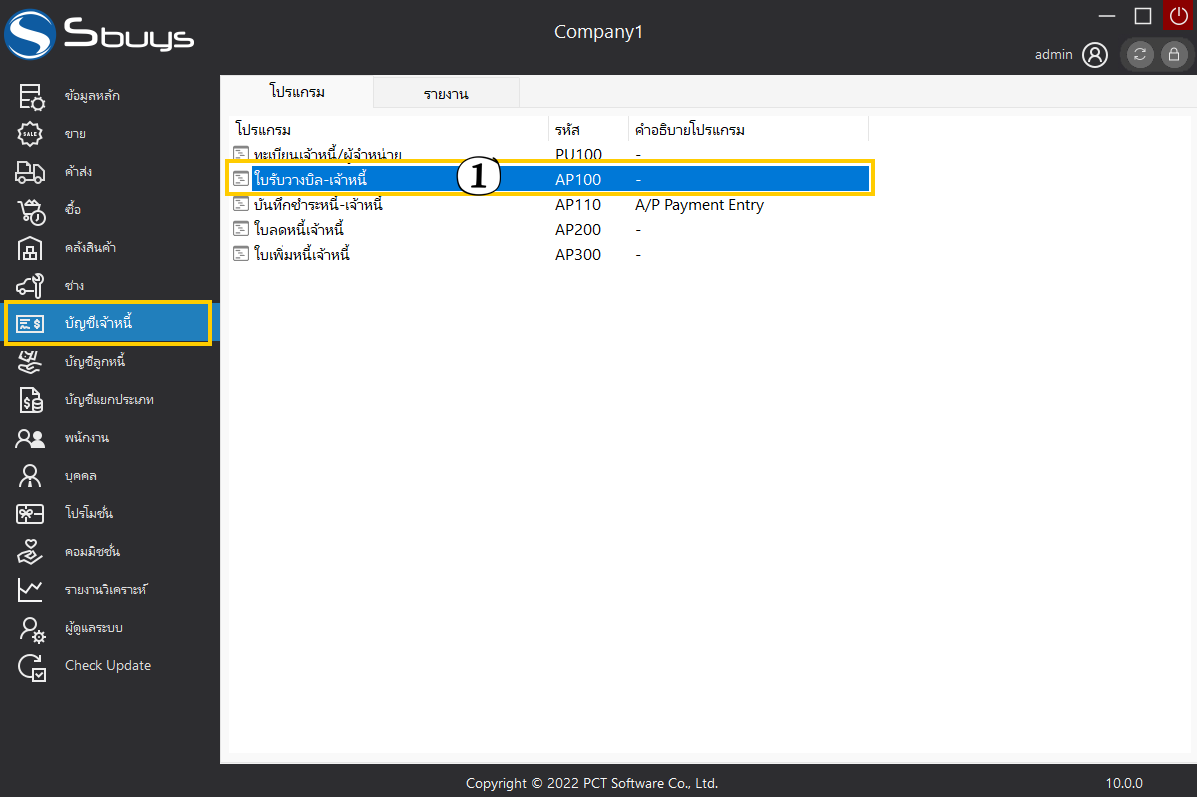 Sbuys
Company1
admin
ข้อมูลหลัก
ขาย
SALE
ค้าส่ง
ซื้อ
คลังสินค้า
ช่าง
บัญชีเจ้าหนี้
บัญชีลูกหนี้
บัญชีแยกประเภท
พนักงาน
บุคคล
โปรโมชั่น
คอมมิชชั่น
รายงานวิเคราะห์
ผู้ดูแลระบบ
Check Update
โปรแกรม รายงาน
โปรแกรม รหัส คำอธิบายโปรแกรม
ทะเบียนเจ้าหนี้/ผู้จำหน่าย PU100 -
ใบรับวางบิล-เจ้าหนี้ 1 AP100 -
บันทึกชำระหนี้-เจ้าหนี้ AP110 A/P Payment Entry
ใบลดหนี้เจ้าหนี้ AP200 -
ใบเพิ่มหนี้เจ้าหนี้ AP300 -
Copyright © 2022 PCT Software Co., Ltd. 10.0.0